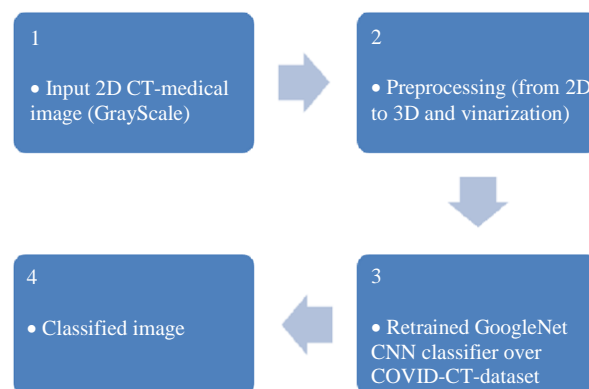 1
• Input 2D CT-medical
image (GrayScale)
2
• Preprocessing (from 2D
to 3D and vinarization)
3
• Retrained GoogleNet
CNN classifier over
COVID-CT-dataset
4
• Classified image